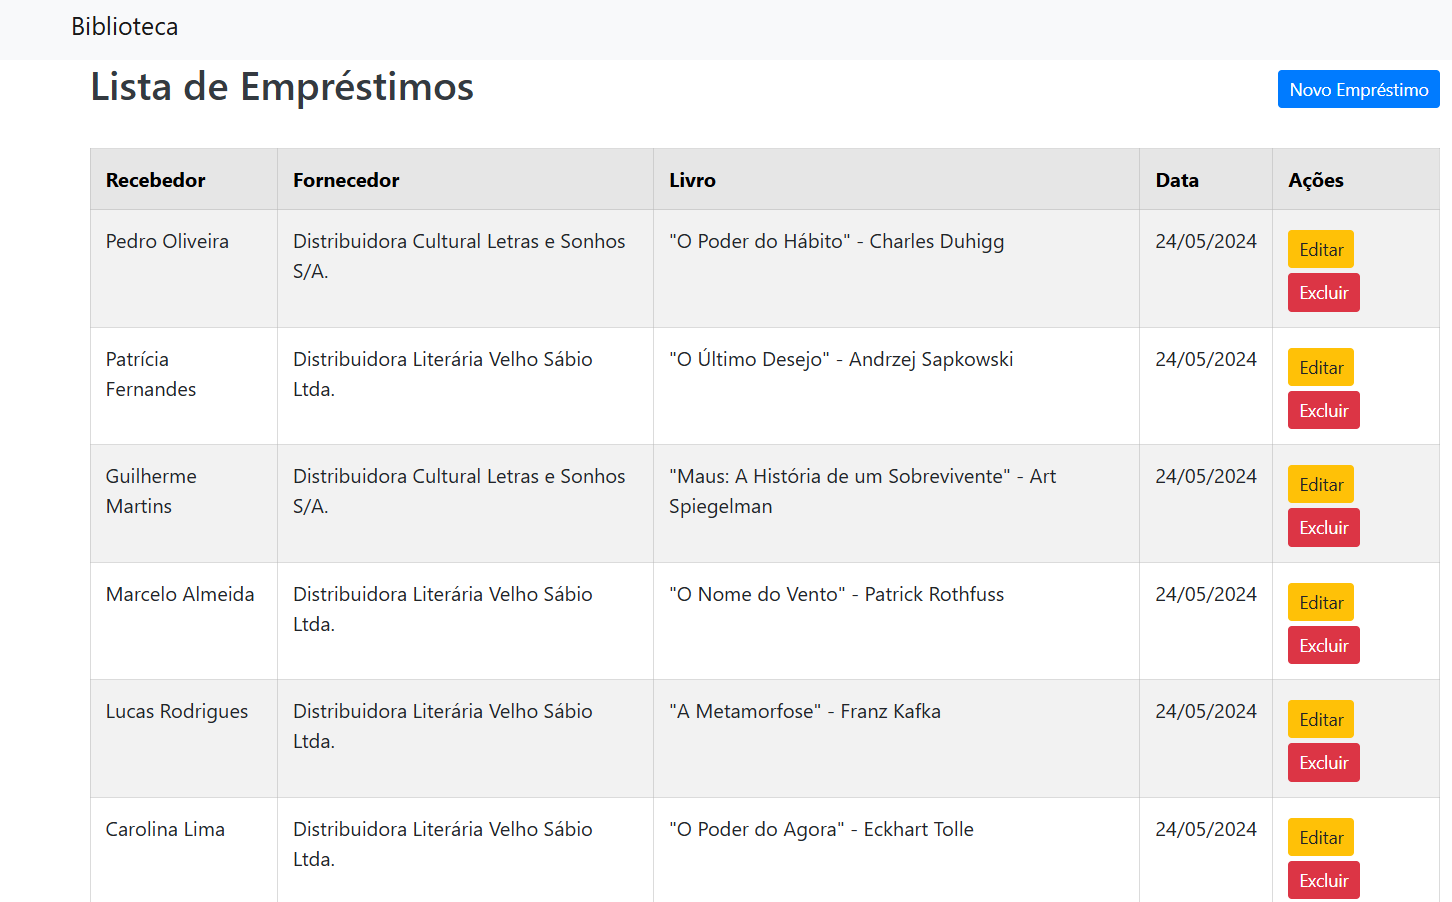 Biblioteca
Lista de Empréstimos
Novo Empréstimo
Recebedor Fornecedor Livro Data Ações
Pedro Oliveira Distribuidora Cultural Letras e Sonhos "O Poder do Hábito" - Charles Duhigg 24/05/2024 Editar
S/A. Excluir
Patrícia Distribuidora Literária Velho Sábio "O Último Desejo" - Andrzej Sapkowski 24/05/2024 Editar
Fernandes Ltda. Excluir
Guilherme Distribuidora Cultural Letras e Sonhos "Maus: A História de um Sobrevivente" - Art 24/05/2024 Editar
Martins S/A. Spiegelman Excluir
Marcelo Almeida Distribuidora Literária Velho Sábio "O Nome do Vento" - Patrick Rothfuss 24/05/2024 Editar
Ltda. Excluir
Lucas Rodrigues Distribuidora Literária Velho Sábio "A Metamorfose" - Franz Kafka 24/05/2024 Editar
Ltda. Excluir
Carolina Lima Distribuidora Literária Velho Sábio "O Poder do Agora" - Eckhart Tolle 24/05/2024 Editar
Ltda. Excluir